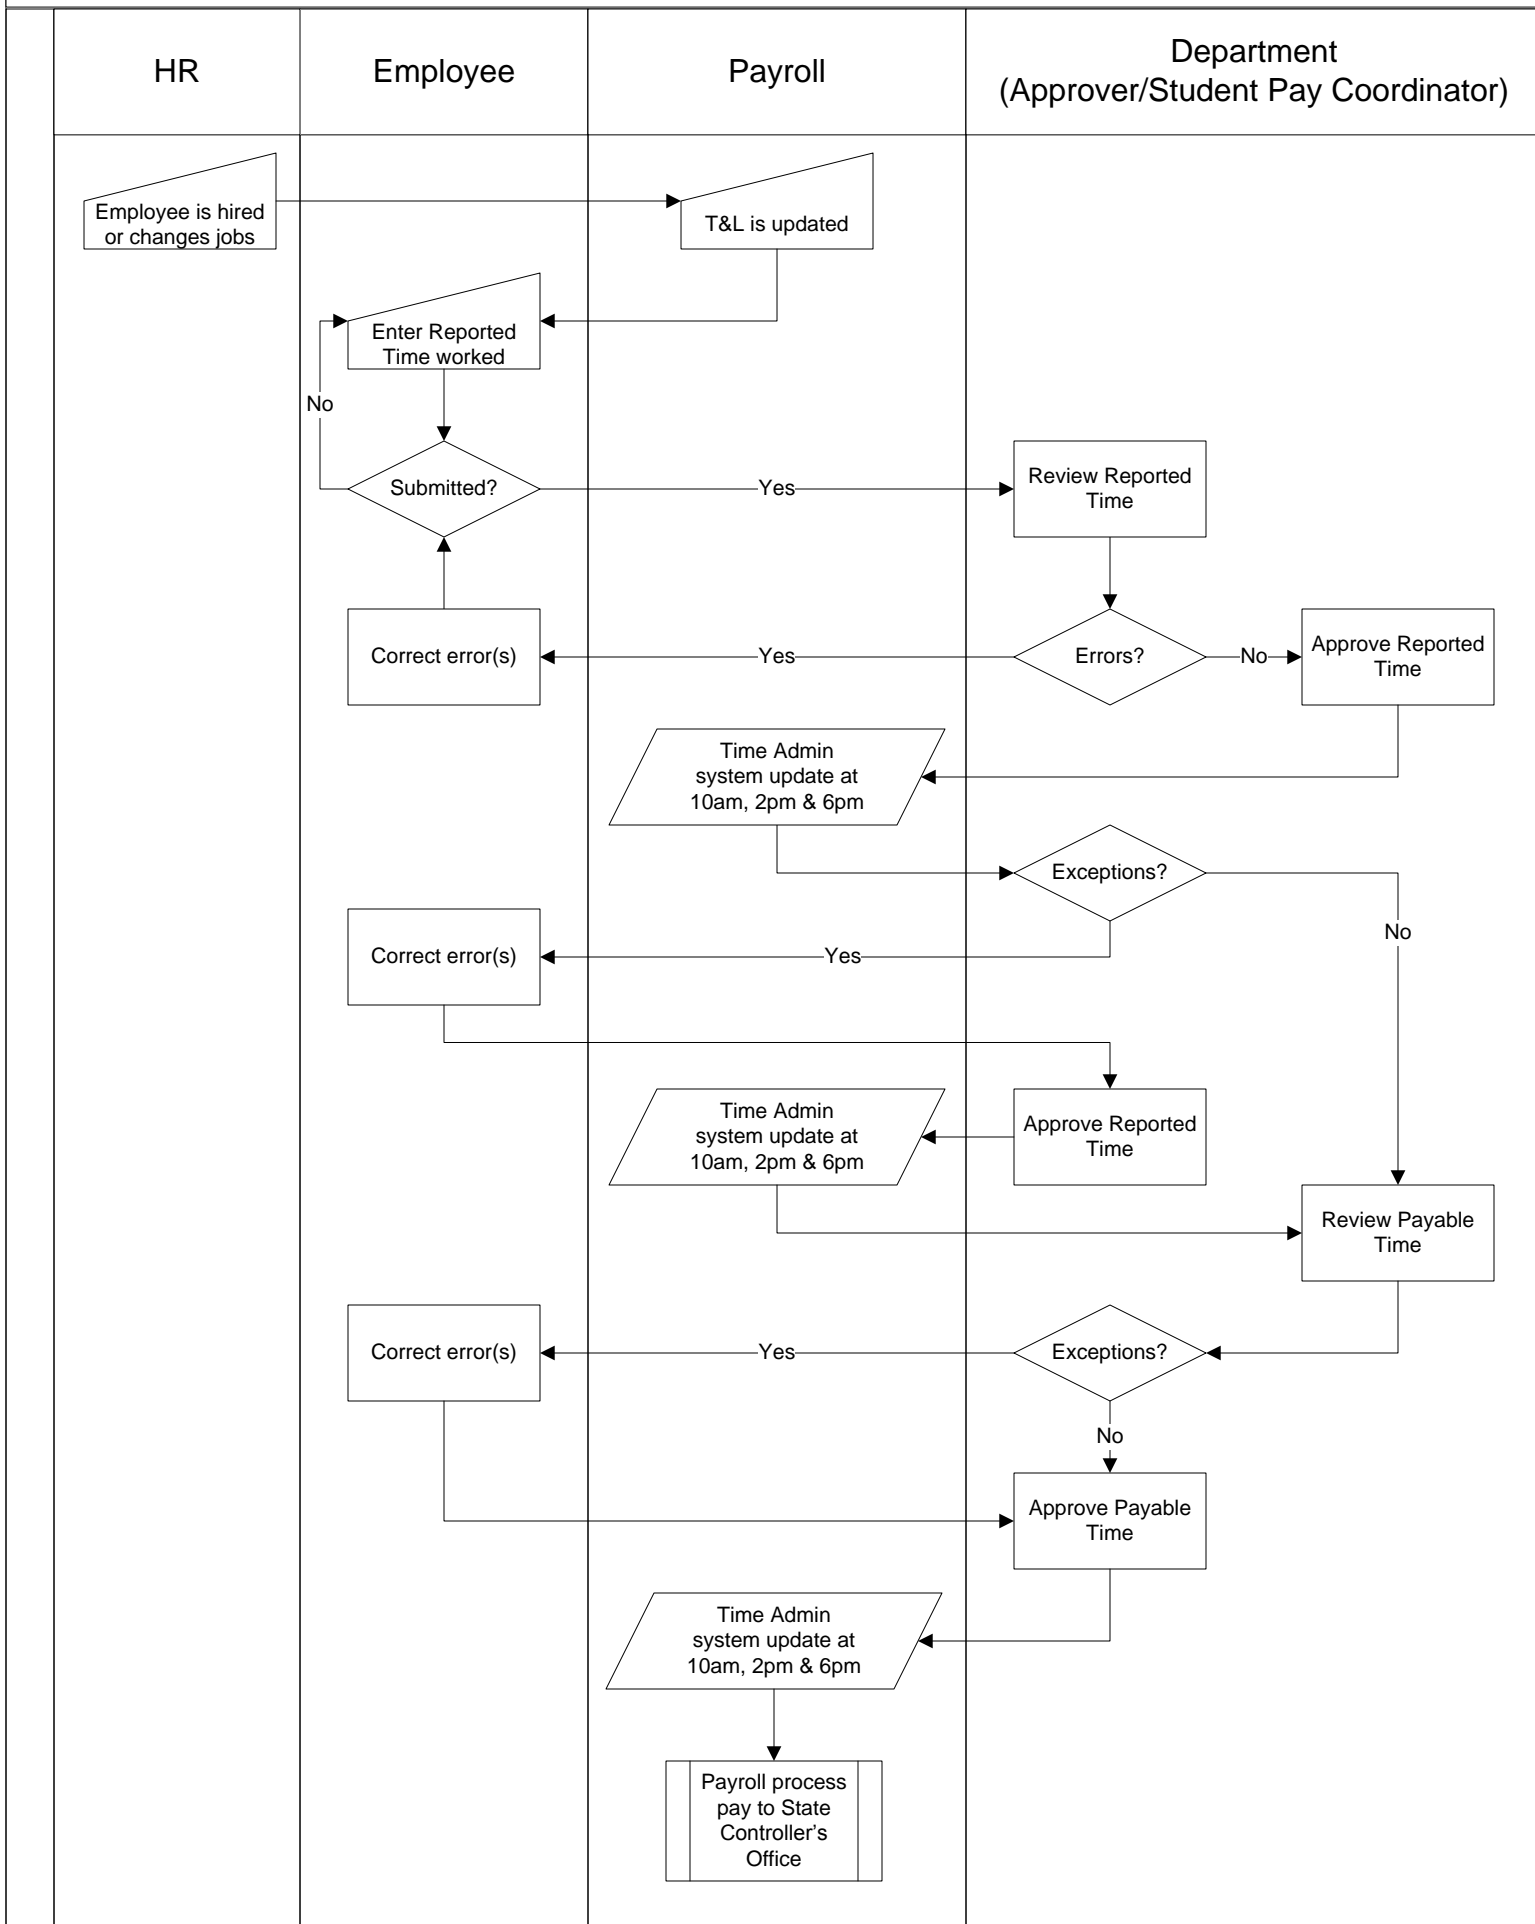 HR
Employee
Payroll
Department
(Approver/Student Pay Coordinator)
Employee is hired
or changes jobs
T&L is updated
Enter Reported
Time worked
No
Submitted?
Yes
Review Reported
Time
Correct error(s)
Yes
Errors?
No
Approve Reported
Time
Time Admin
system update at
10am, 2pm & 6pm
Exceptions?
No
Correct error(s)
Yes
Time Admin
system update at
10am, 2pm & 6pm
Approve Reported
Time
Review Payable
Time
Correct error(s)
Yes
Exceptions?
No
Approve Payable
Time
Time Admin
system update at
10am, 2pm & 6pm
Payroll process
pay to State
Controller’s
Office